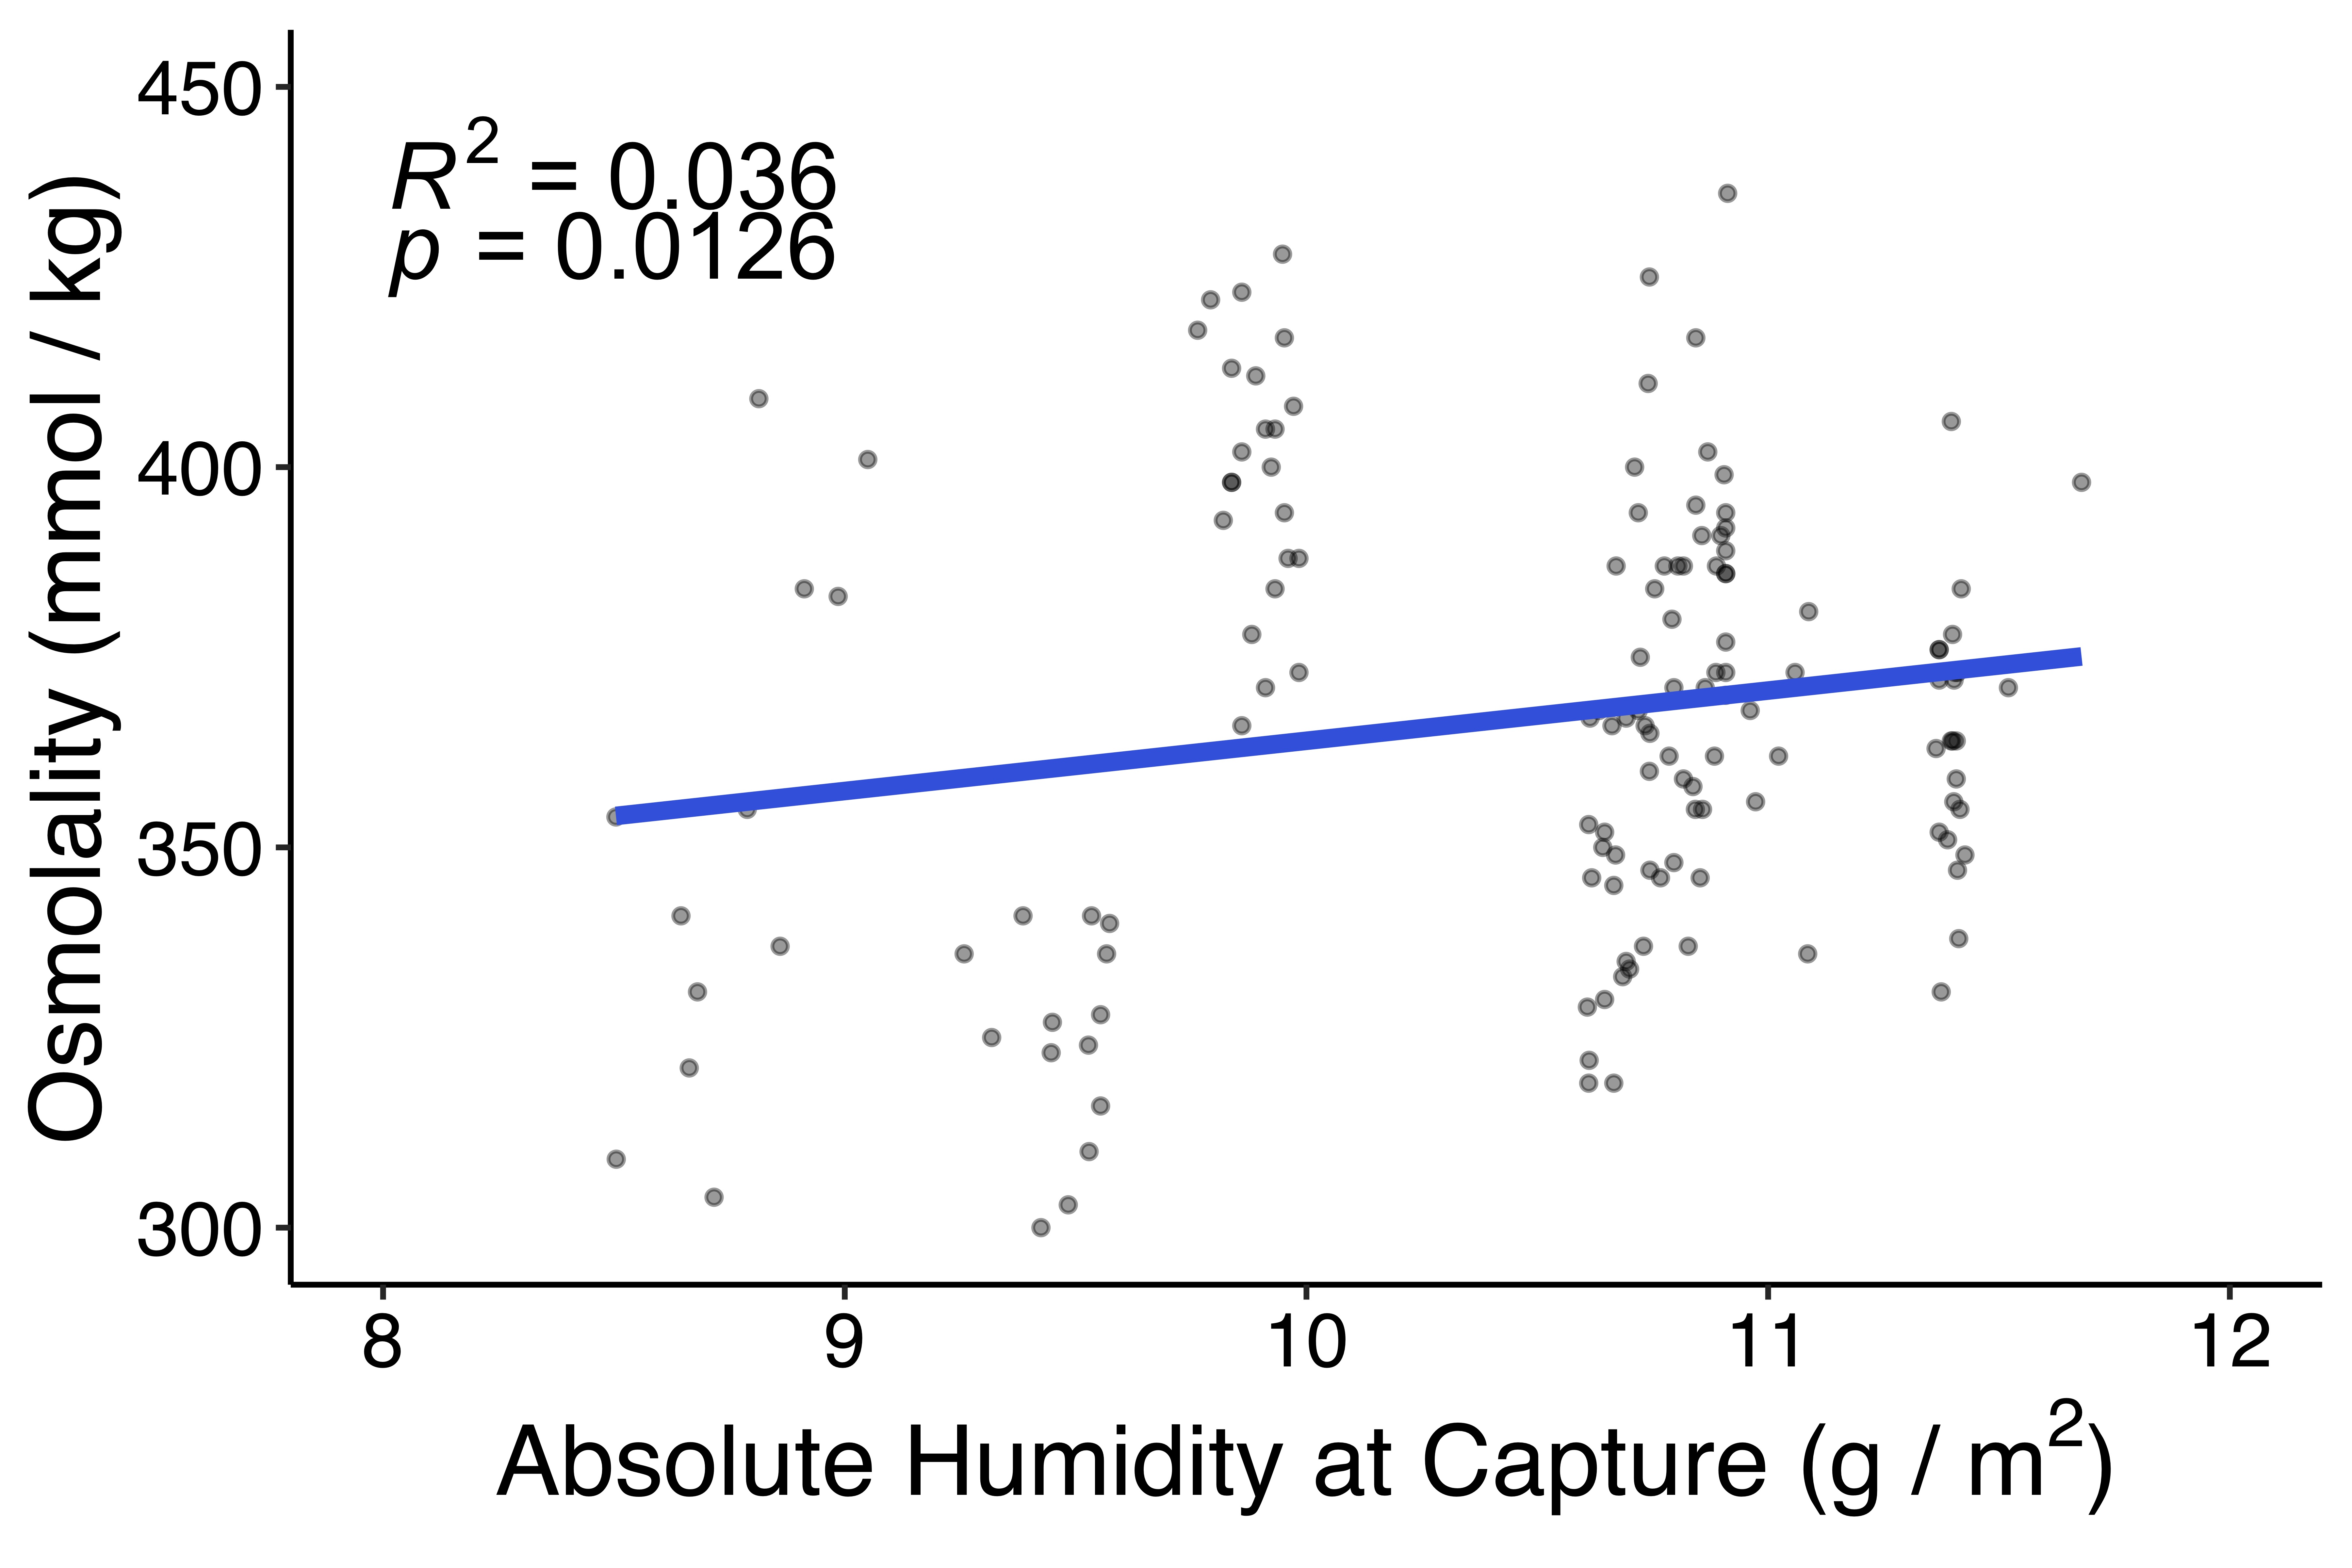 R² = 0.036
p = 0.0126
Osmolality (mmol / kg)
450
400
350
300
8 9 10 11 12
Absolute Humidity at Capture (g / m²)